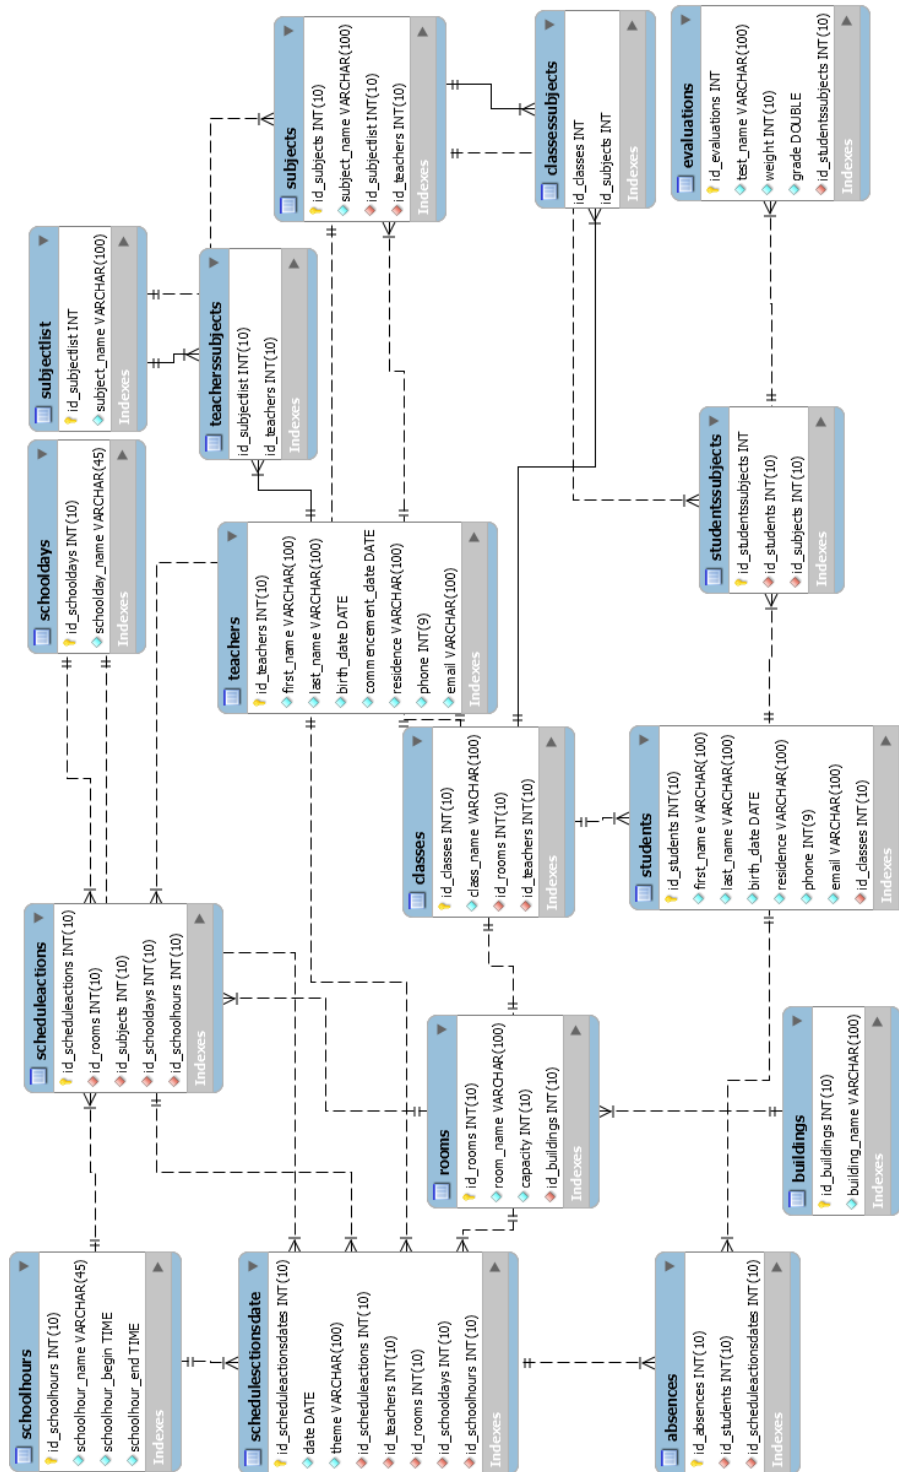 schoolhours
id_schoolhours INT(10)
schoolhour_name VARCHAR(45)
schoolhour_begin TIME
schoolhour_end TIME
Indexes
scheduleactions
id_scheduleactions INT(10)
id_rooms INT(10)
id_subjects INT(10)
id_schooldays INT(10)
id_schoolhours INT(10)
Indexes
schooldays
id_schooldays INT(10)
schoolday_name VARCHAR(45)
Indexes
subjectlist
id_subjectlist INT
subject_name VARCHAR(100)
Indexes
teacherssubjects
id_subjectlist INT(10)
id_teachers INT(10)
Indexes
subjects
id_subjects INT(10)
subject_name VARCHAR(100)
id_subjectlist INT(10)
id_teachers INT(10)
Indexes
schedulesctionsdate
id_scheduleactionsdates INT(10)
date DATE
theme VARCHAR(100)
id_scheduleactions INT(10)
id_teachers INT(10)
id_rooms INT(10)
id_schooldays INT(10)
id_schoolhours INT(10)
Indexes
teachers
id_teachers INT(10)
first_name VARCHAR(100)
last_name VARCHAR(100)
birth_date DATE
commencement_date DATE
residence VARCHAR(100)
phone INT(9)
email VARCHAR(100)
Indexes
rooms
id_rooms INT(10)
room_name VARCHAR(100)
capacity INT(10)
id_buildings INT(10)
Indexes
classes
id_classes INT(10)
class_name VARCHAR(100)
id_rooms INT(10)
id_teachers INT(10)
Indexes
classessubjects
id_classes INT
id_subjects INT
Indexes
absences
id_absences INT(10)
id_students INT(10)
id_scheduleactionsdates INT(10)
Indexes
buildings
id_buildings INT(10)
building_name VARCHAR(100)
Indexes
students
id_students INT(10)
first_name VARCHAR(100)
last_name VARCHAR(100)
birth_date DATE
residence VARCHAR(100)
phone INT(9)
email VARCHAR(100)
id_classes INT(10)
Indexes
studentssubjects
id_studentssubjects INT
id_students INT(10)
id_subjects INT(10)
Indexes
evaluations
id_evaluations INT
test_name VARCHAR(100)
weight INT(10)
grade DOUBLE
id_studentssubjects INT(10)
Indexes